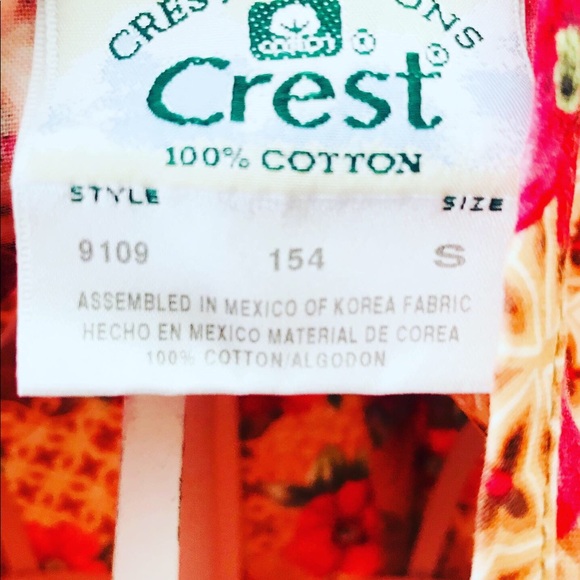 cotton ®
Crest®
100% COTTON
STYLE SIZE
9109 154 S
ASSEMBLED IN MEXICO OF KOREA FABRIC
HECHO EN MEXICO MATERIAL DE COREA
100% COTTON/ALGODON